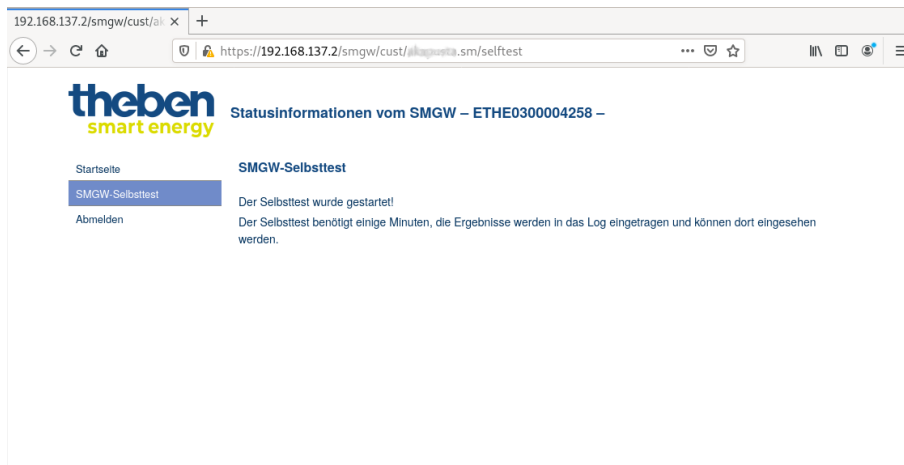 192.168.137.2/smgw/cust/
https://192.168.137.2/smgw/cust/ .sm/selftest
theben
smart energy
Statusinformationen vom SMGW – ETHE0300004258 –
Startseite
SMGW-Selbsttest
Abmelden
SMGW-Selbsttest
Der Selbsttest wurde gestartet!
Der Selbsttest benötigt einige Minuten, die Ergebnisse werden in das Log eingetragen und können dort eingesehen
werden.